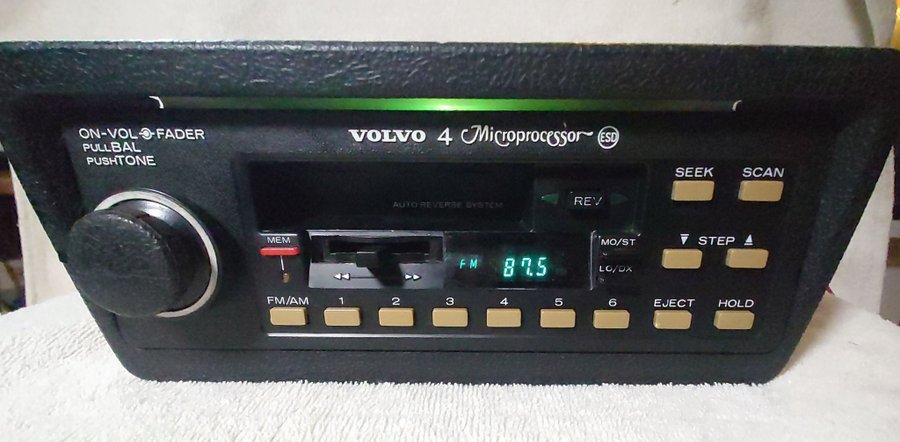 ON-VOL FADER
PULL BAL
PUSH TONE
VOLVO 4 Microprocessor ESD
SEEK SCAN
AUTO REVERSE SYSTEM
REV
MEM
MO/ST
STEP
FM 87.5
LO/DX
FM/AM 1 2 3 4 5 6 EJECT HOLD